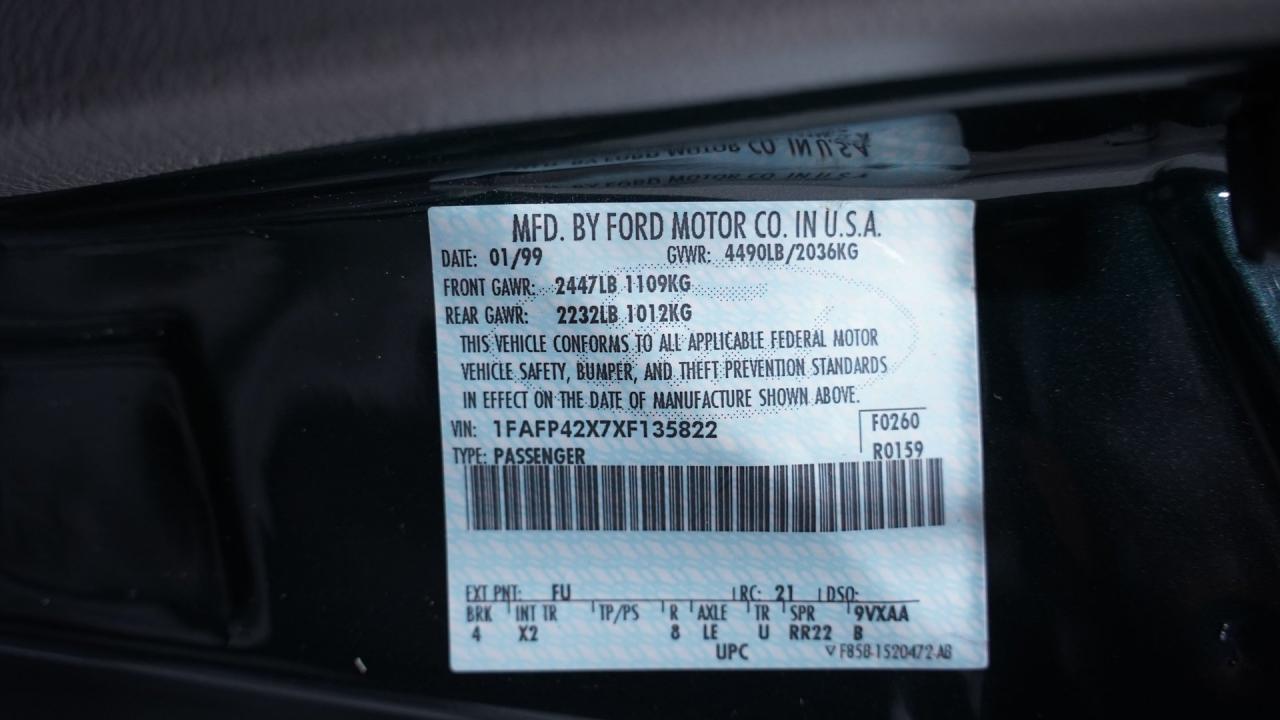 MFD. BY FORD MOTOR CO. IN U.S.A.
DATE: 01/99 GVWR: 4490LB/2036KG
FRONT GAWR: 2447LB 1109KG
REAR GAWR: 2232LB 1012KG
THIS VEHICLE CONFORMS TO ALL APPLICABLE FEDERAL MOTOR
VEHICLE SAFETY, BUMPER, AND THEFT PREVENTION STANDARDS
IN EFFECT ON THE DATE OF MANUFACTURE SHOWN ABOVE.
VIN: 1FAFP42X7XF135822 F0260
TYPE: PASSENGER R0159
EXT PNT: FU RC: 21 DSO:
BRK INT TR TP/PS R AXLE TR SPR 9VXAA
4 X2 8 LE U RR22 B
UPC F85B-1520472-AB